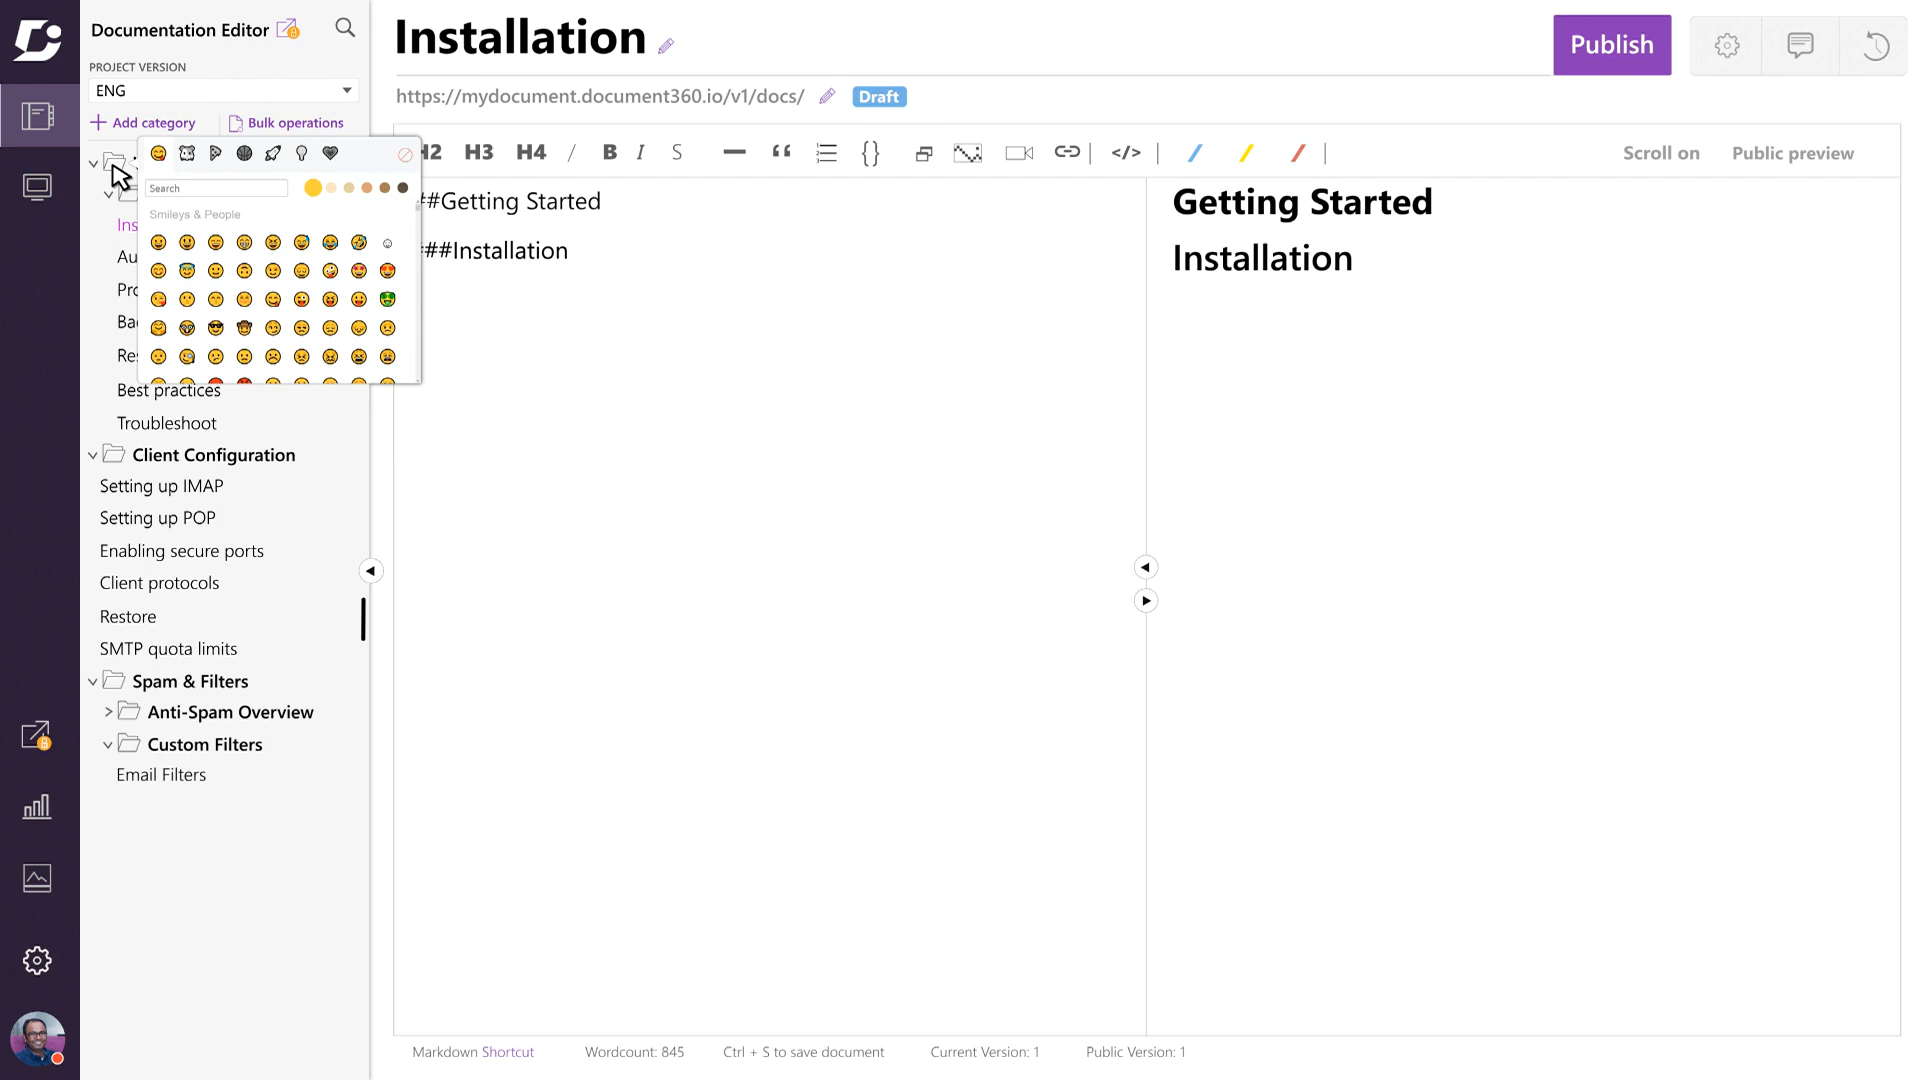 Documentation Editor
PROJECT VERSION
ENG
Add category
Bulk operations
Search
Smileys & People
Ins
Au
Pro
Ba
Re
Best practices
Troubleshoot
Client Configuration
Setting up IMAP
Setting up POP
Enabling secure ports
Client protocols
Restore
SMTP quota limits
Spam & Filters
Anti-Spam Overview
Custom Filters
Email Filters
Installation
https://mydocument.document360.io/v1/docs/
Draft
Publish
H2 H3 H4 / B I S “ {} </>
Scroll on
Public preview
##Getting Started
###Installation
Getting Started
Installation
Markdown Shortcut
Wordcount: 845
Ctrl + S to save document
Current Version: 1
Public Version: 1